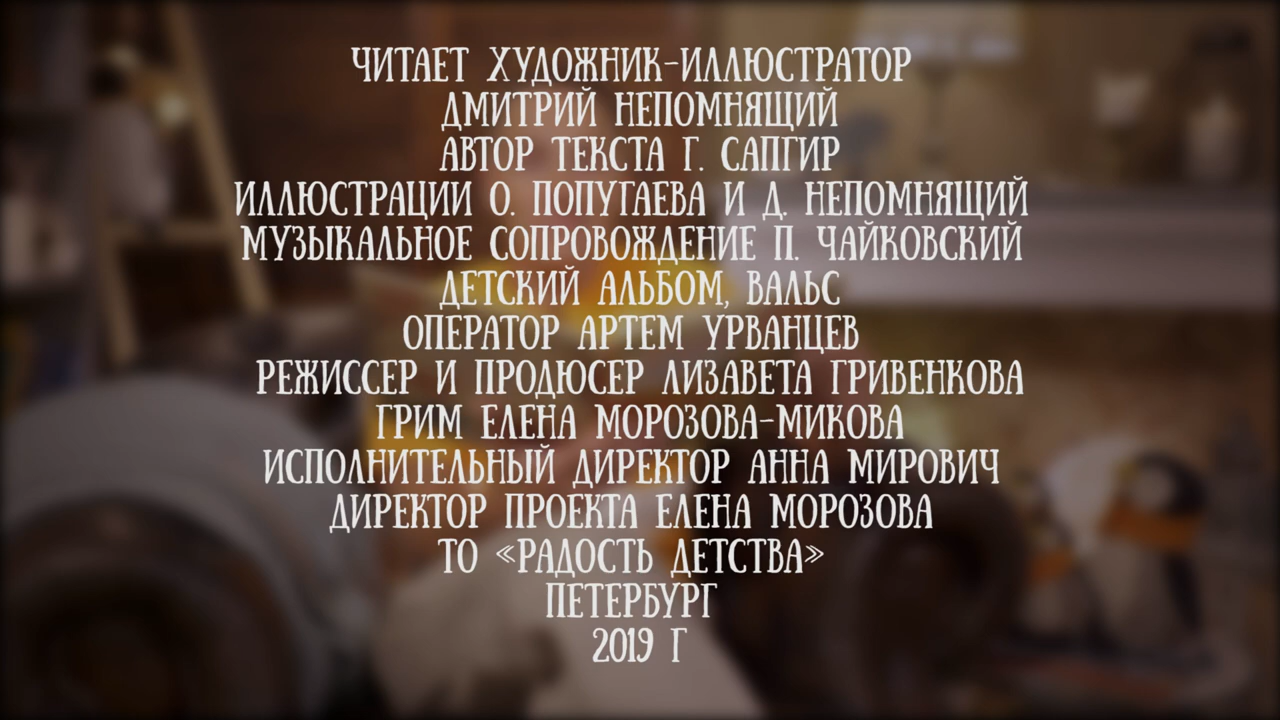 ЧИТАЕТ ХУДОЖНИК-ИЛЛЮСТРАТОР
ДМИТРИЙ НЕПОМНЯЩИЙ
АВТОР ТЕКСТА Г. САПГИР
ИЛЛЮСТРАЦИИ О. ПОПУГАЕВА И Д. НЕПОМНЯЩИЙ
МУЗЫКАЛЬНОЕ СОПРОВОЖДЕНИЕ П. ЧАЙКОВСКИЙ
ДЕТСКИЙ АЛЬБОМ, ВАЛЬС
ОПЕРАТОР АРТЕМ УРВАНЦЕВ
РЕЖИССЕР И ПРОДЮСЕР ЛИЗАВЕТА ГРИВЕНКОВА
ГРИМ ЕЛЕНА МОРОЗОВА-МИКОВА
ИСПОЛНИТЕЛЬНЫЙ ДИРЕКТОР АННА МИРОВИЧ
ДИРЕКТОР ПРОЕКТА ЕЛЕНА МОРОЗОВА
ТО «РАДОСТЬ ДЕТСТВА»
ПЕТЕРБУРГ
2019 Г